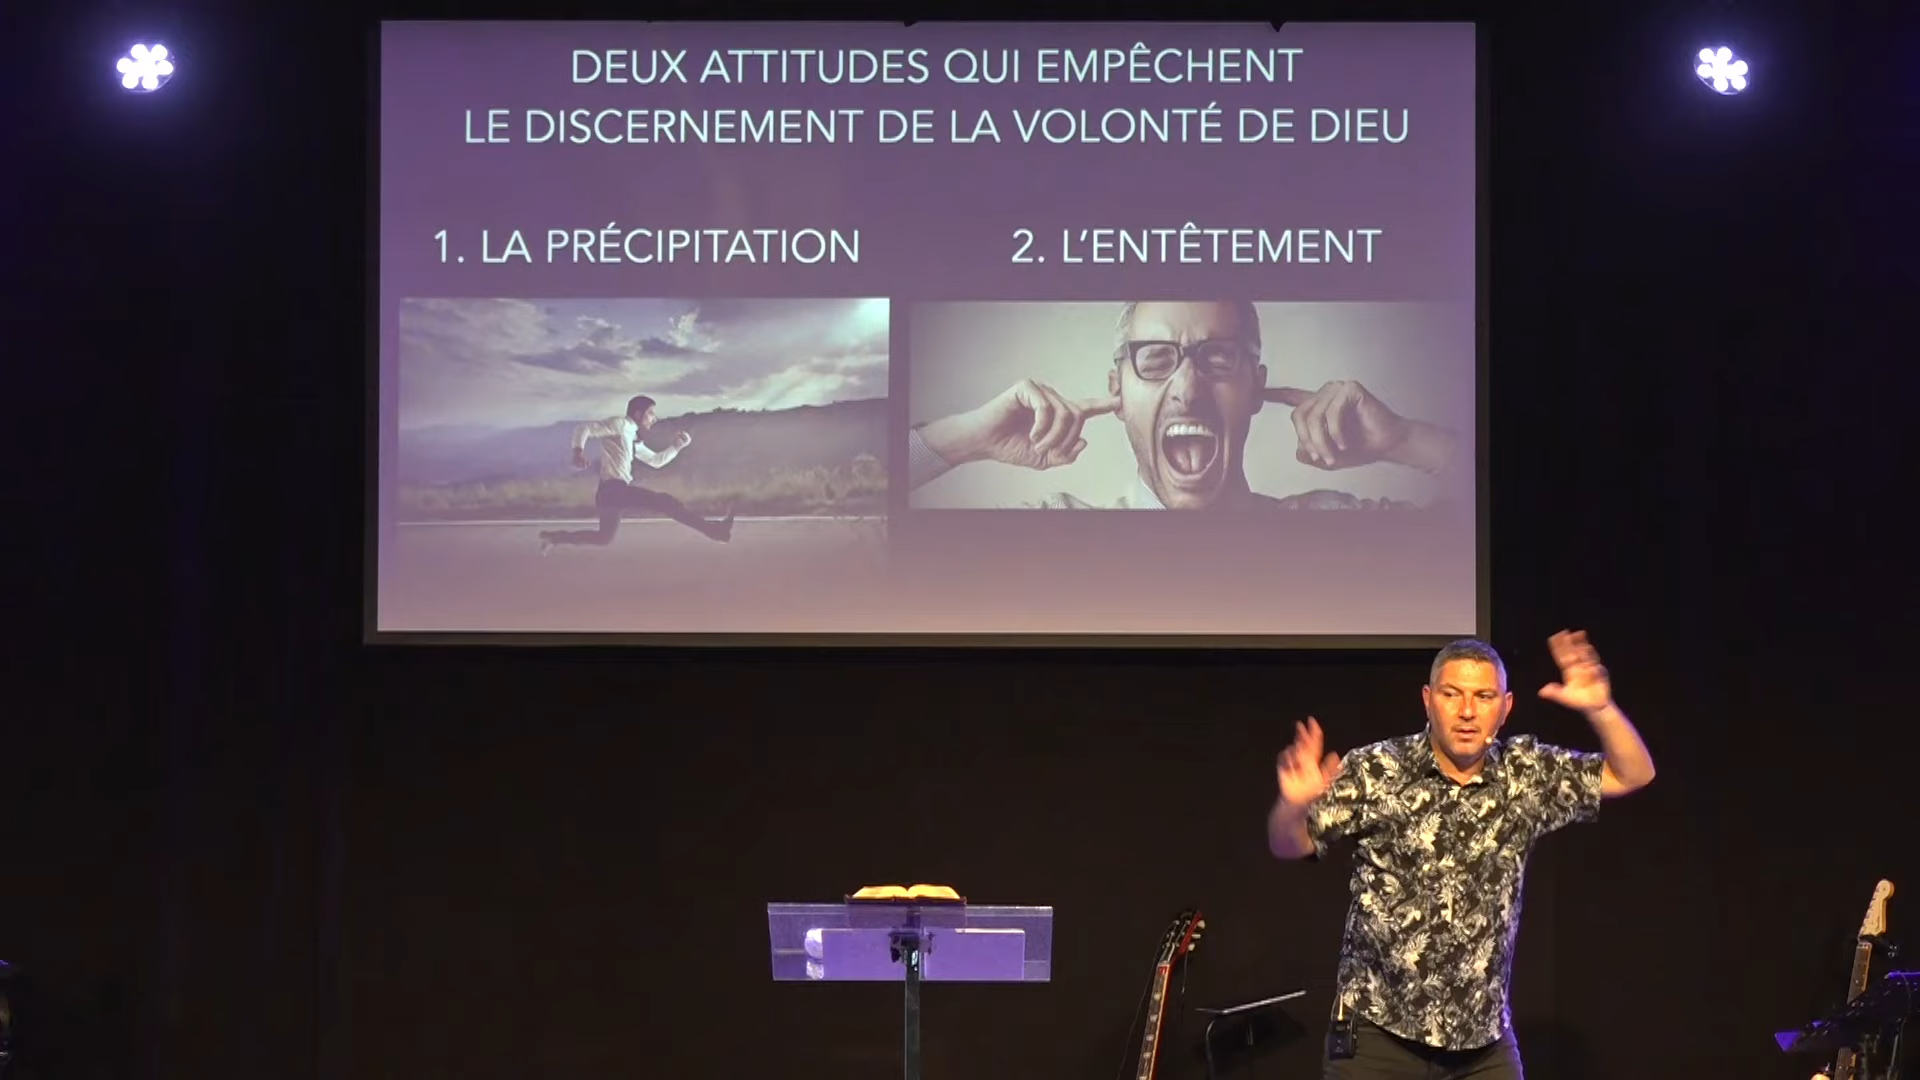 DEUX ATTITUDES QUI EMPÊCHENT
LE DISCERNEMENT DE LA VOLONTÉ DE DIEU
1. LA PRÉCIPITATION
2. L'ENTÊTEMENT